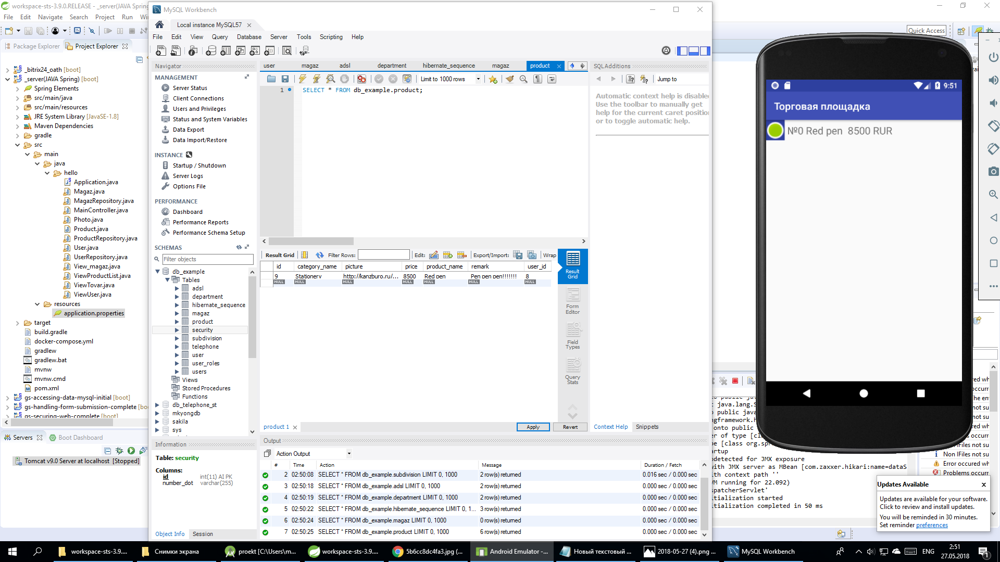 workspace-sts-3.9.0.RELEASE - _server(JAVA Spring
File Edit Navigate Search Project Run
Package Explorer Project Explorer
_bitrix24_oath [boot]
_server(JAVA Spring) [boot]
Spring Elements
src/main/java
src/main/resources
JRE System Library [JavaSE-1.8]
Maven Dependencies
gradle
src
main
java
hello
Application.java
Magaz.java
MagazRepository.java
MainController.java
Photo.java
Product.java
ProductRepository.java
User.java
UserRepository.java
View_magaz.java
ViewProductList.java
ViewTovar.java
ViewUser.java
resources
application.properties
target
build.gradle
docker-compose.yml
gradlew
gradlew.bat
mvnw
mvnw.cmd
pom.xml
gs-accessing-data-mysql-initial [boot]
gs-handling-form-submission-complete [boo
gs-securing-web-complete [boot]
Servers Boot Dashboard
Tomcat v9.0 Server at localhost [Stopped]
MySQL Workbench
Local instance MySQL57
File Edit View Query Database Server Tools Scripting Help
Navigator
MANAGEMENT
Server Status
Client Connections
Users and Privileges
Status and System Variables
Data Export
Data Import/Restore
INSTANCE
Startup / Shutdown
Server Logs
Options File
PERFORMANCE
Dashboard
Performance Reports
Performance Schema Setup
SCHEMAS
Filter objects
db_example
Tables
adsl
department
hibernate_sequence
magaz
product
security
subdivision
telephone
user
user_roles
users
Views
Stored Procedures
Functions
db_telephone_st
mkyongdb
sakila
sys
Information
Table: security
Columns:
id int(11) AI PK
number_dot varchar(255)
Object Info Session
user magaz adsl department hibernate_sequence magaz product
Limit to 1000 rows
1 SELECT * FROM db_example.product;
Result Grid Filter Rows: Edit: Export/Import: Wrap
id category_name picture price product_name remark user_id
9 Stationery http://kanzburo.ru/... 8500 Red pen Pen pen pen!!!!!!! 8
NULL NULL NULL NULL NULL NULL NULL
Result Grid
Form Editor
Field Types
Query Stats
product 1 Apply Revert
SQLAdditions
Jump to
Automatic context help is disabled
Use the toolbar to manually get
help for the current caret position
or to toggle automatic help.
Context Help Snippets
Output
Action Output
# Time Action Message Duration / Fetch
2 02:50:08 SELECT * FROM db_example.subdivision LIMIT 0, 1000 2 row(s) returned 0.016 sec / 0.000 sec
3 02:50:18 SELECT * FROM db_example.adsl LIMIT 0, 1000 2 row(s) returned 0.000 sec / 0.000 sec
4 02:50:19 SELECT * FROM db_example.department LIMIT 0, 1000 2 row(s) returned 0.000 sec / 0.000 sec
5 02:50:22 SELECT * FROM db_example.hibernate_sequence LIMIT 0, 1... 3 row(s) returned 0.000 sec / 0.000 sec
6 02:50:24 SELECT * FROM db_example.magaz LIMIT 0, 1000 0 row(s) returned 0.000 sec / 0.000 sec
7 02:50:25 SELECT * FROM db_example.product LIMIT 0, 1000 6 row(s) returned 0.000 sec / 0.000 sec
Quick Access
9:51
Торговая площадка
№0 Red pen 8500 RUR
to public jav
java.lang.S
o public java
ngframework.h
onto public
er of type [cl
pe [class org.spr
artup
odetected for JMX exposure
with JMX server as MBean [com.zaxxer.hikari:name=dataS
ith context path ''
VM running for 22.092)
spatcherServlet'
itialization started
itialization completed in 50 ms
Non IFiles not su
Error occured wh
Problems occurr
Updates Available
Updates are available for your software.
Click to review and install updates.
You will be reminded in 30 minutes.
Set reminder preferences
workspace-sts-3.9.... Снимки экрана proekt [C:\Users\m... workspace-sts-3.9.... 5b6cc8dc4fa3.jpg (... Android Emulator -... Новый текстовый ... 2018-05-27 (4).png ... MySQL Workbench
ENG 2:51
27.05.2018
1